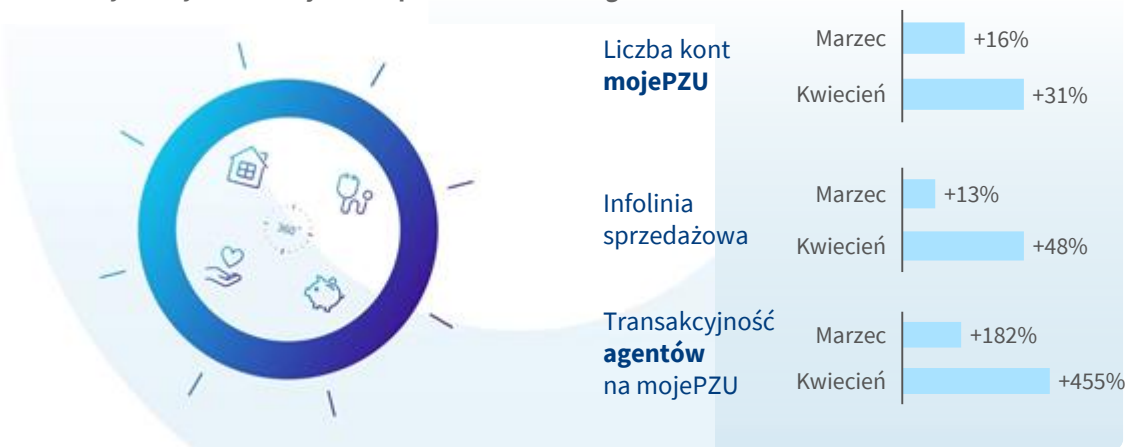 Liczba kont
mojePZU
Marzec +16%
Kwiecień +31%
360°
Infolinia
sprzedażowa
Marzec +13%
Kwiecień +48%
Transakcyjność
agentów
na mojePZU
Marzec +182%
Kwiecień +455%